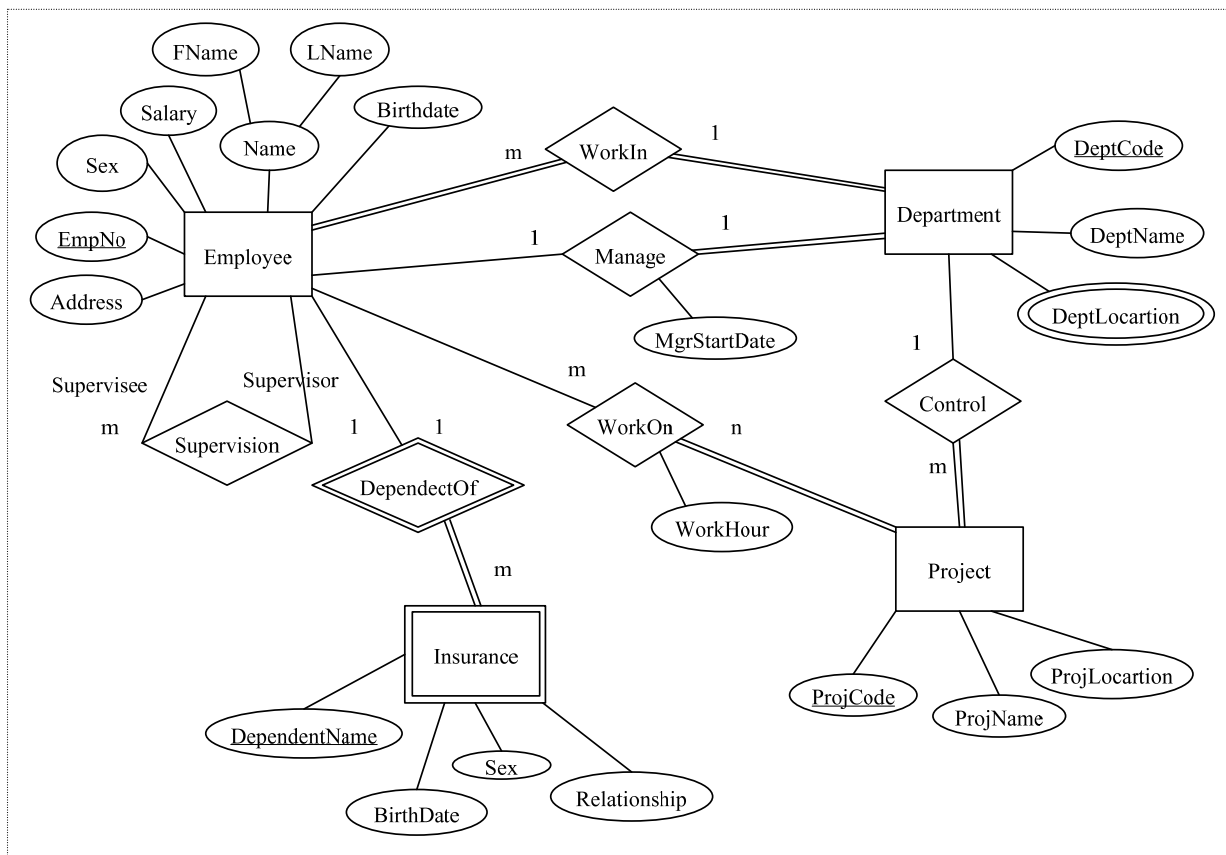 FName
LName
Salary
Birthdate
Name
Sex
EmpNo
Address
Employee
m
WorkIn
1
DeptCode
Department
DeptName
DeptLocartion
1
Manage
1
MgrStartDate
Supervisee
Supervisor
m
Supervision
1
1
DependectOf
m
m
WorkOn
n
WorkHour
1
Control
m
Project
ProjCode
ProjName
ProjLocartion
Insurance
DependentName
BirthDate
Sex
Relationship